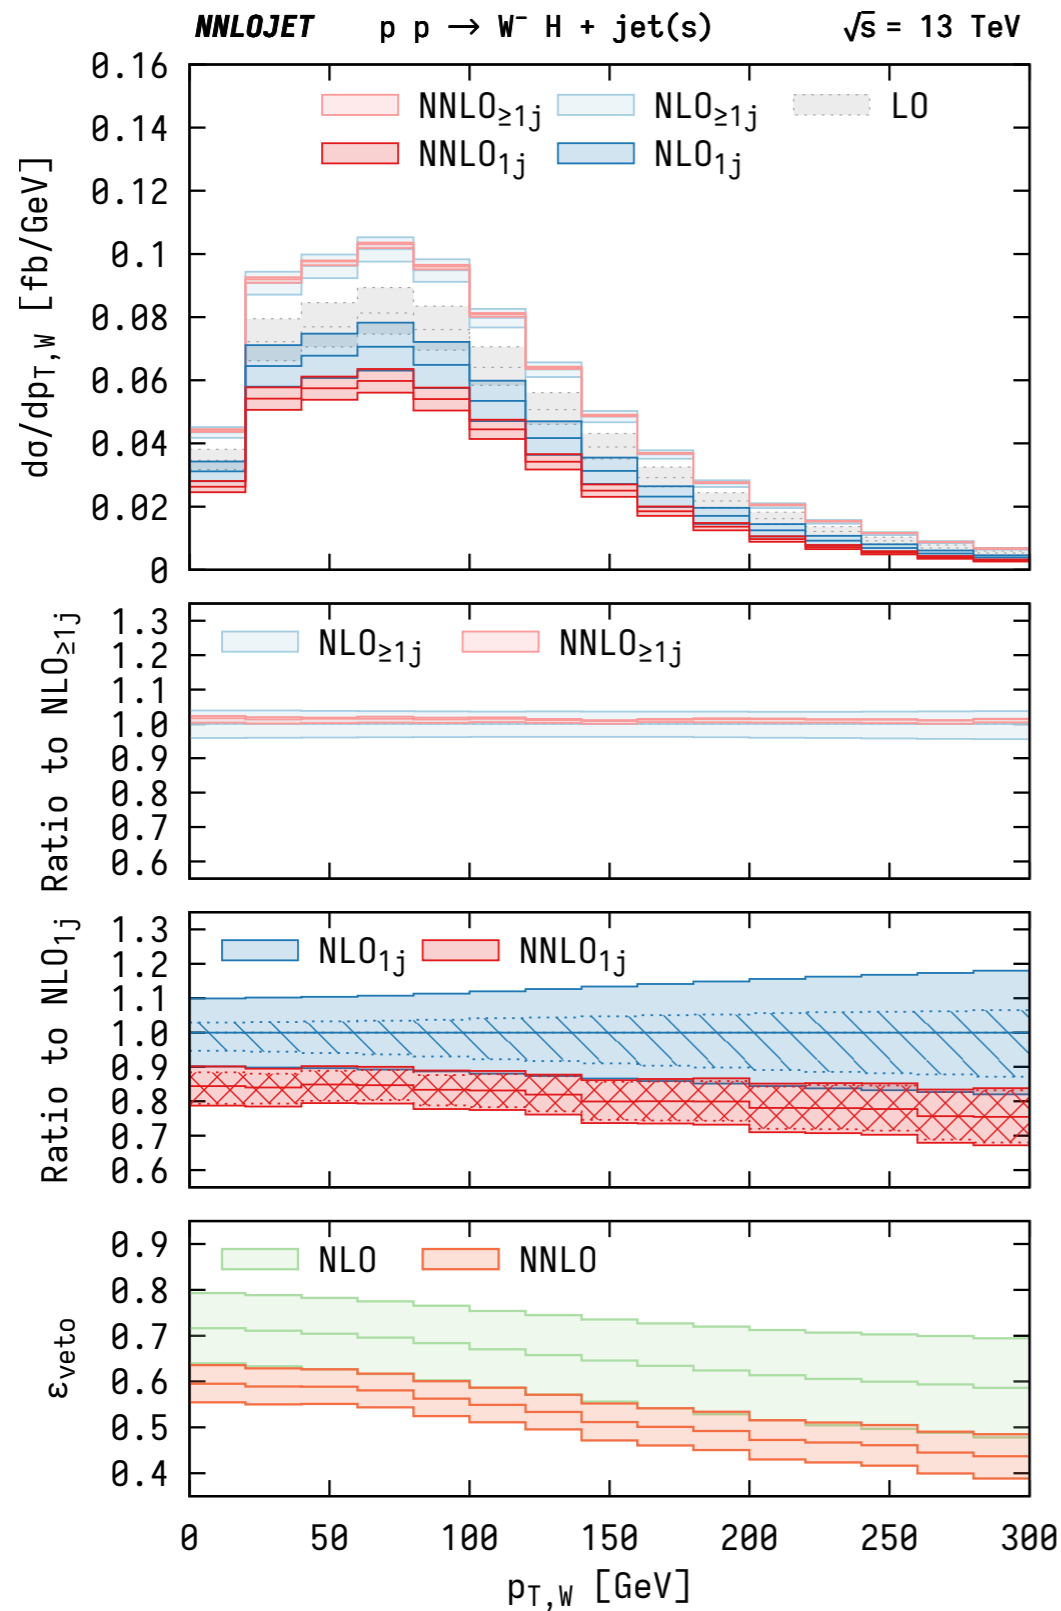 NNLOJET p p → W⁻ H + jet(s) √s = 13 TeV
0.16
NNLO≥1j NLO≥1j LO
0.14
NNLO1j NLO1j
0.12
0.1
0.08
0.06
0.04
0.02
0
dσ/dpT,W [fb/GeV]
1.3
NLO≥1j NNLO≥1j
1.2
1.1
1.0
0.9
0.8
0.7
0.6
Ratio to NLO≥1j
1.3
NLO1j NNLO1j
1.2
1.1
1.0
0.9
0.8
0.7
0.6
Ratio to NLO1j
0.9
NLO NNLO
0.8
0.7
0.6
0.5
0.4
εveto
0 50 100 150 200 250 300
pT,W [GeV]